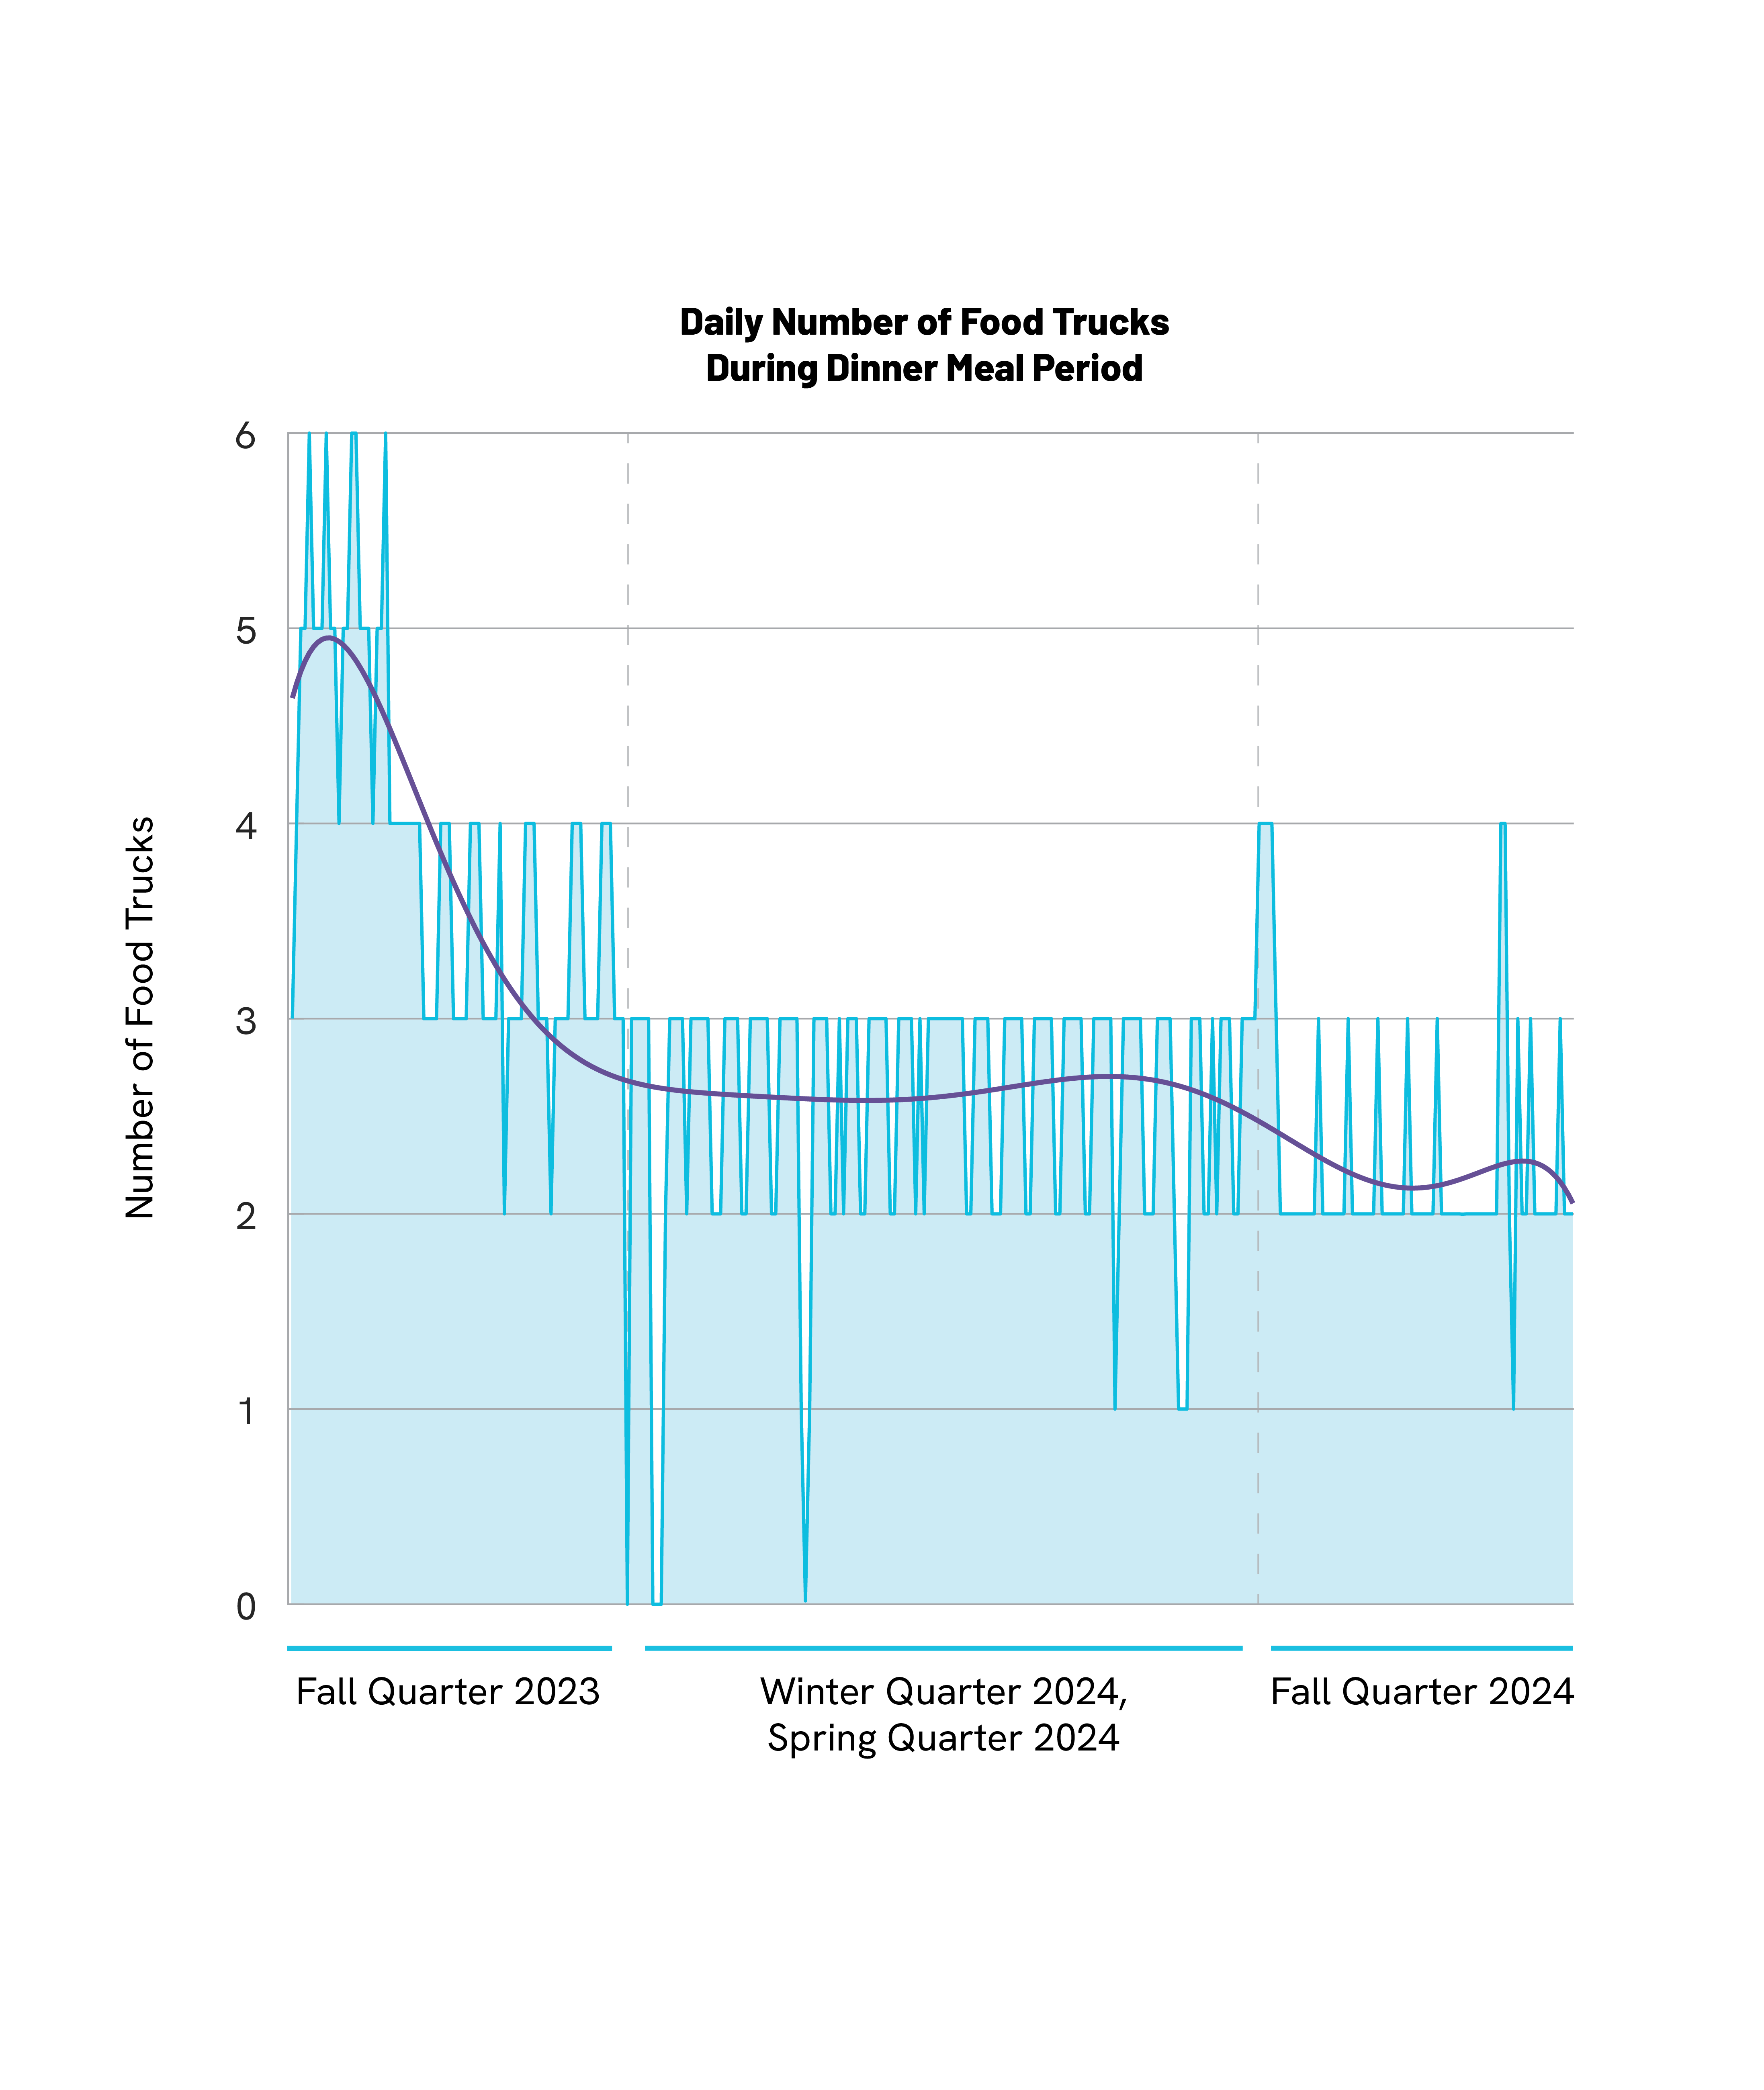 Daily Number of Food Trucks
During Dinner Meal Period
Number of Food Trucks
6
5
4
3
2
1
0
Fall Quarter 2023
Winter Quarter 2024,
Spring Quarter 2024
Fall Quarter 2024